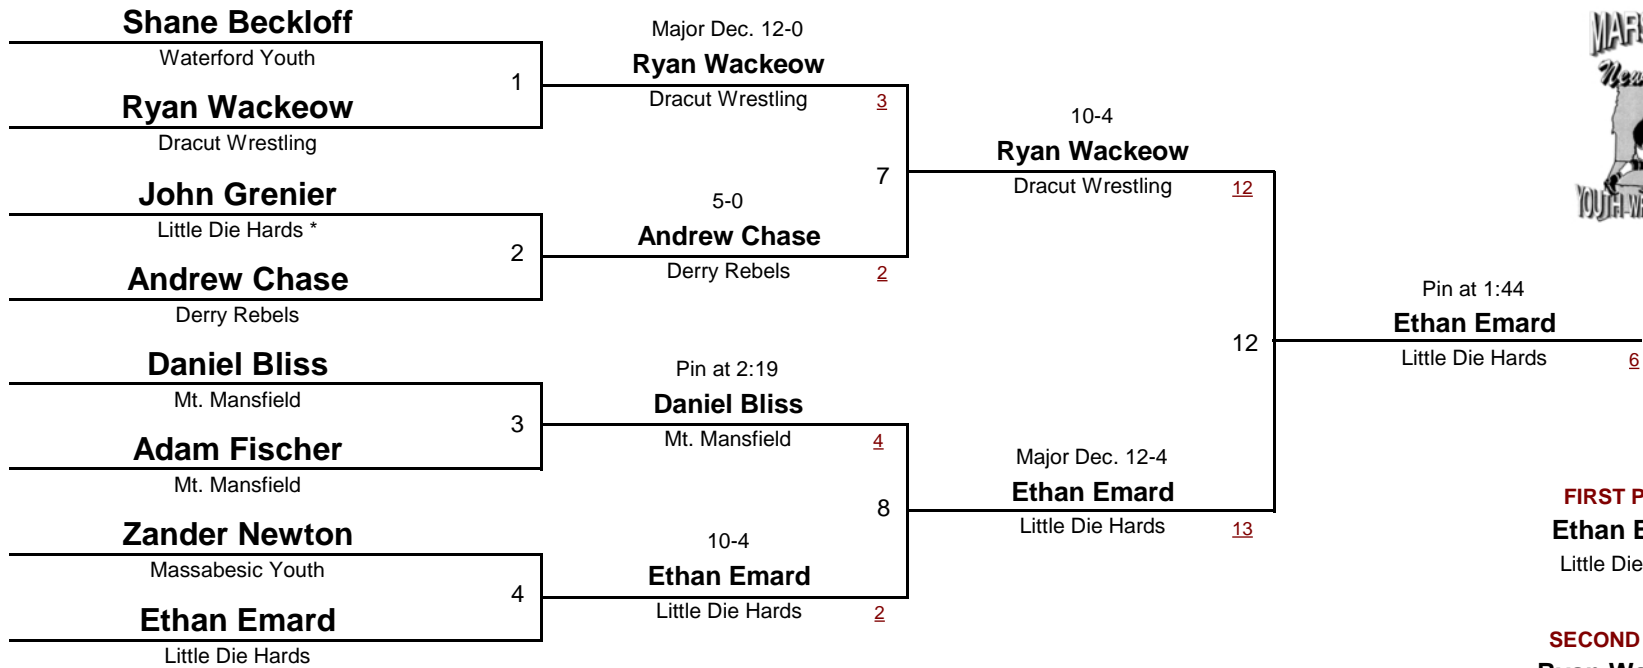 Shane Beckloff
Waterford Youth
1
Ryan Wackeow
Dracut Wrestling
John Grenier
Little Die Hards *
2
Andrew Chase
Derry Rebels
Daniel Bliss
Mt. Mansfield
3
Adam Fischer
Mt. Mansfield
Zander Newton
Massabesic Youth
4
Ethan Emard
Little Die Hards
Major Dec. 12-0
Ryan Wackeow
Dracut Wrestling 3
7
5-0
Andrew Chase
Derry Rebels 2
Pin at 2:19
Daniel Bliss
Mt. Mansfield 4
8
10-4
Ethan Emard
Little Die Hards 2
10-4
Ryan Wackeow
Dracut Wrestling 12
12
Major Dec. 12-4
Ethan Emard
Little Die Hards 13
Pin at 1:44
Ethan Emard
Little Die Hards 6
FIRST P
Ethan E
Little Die
SECOND